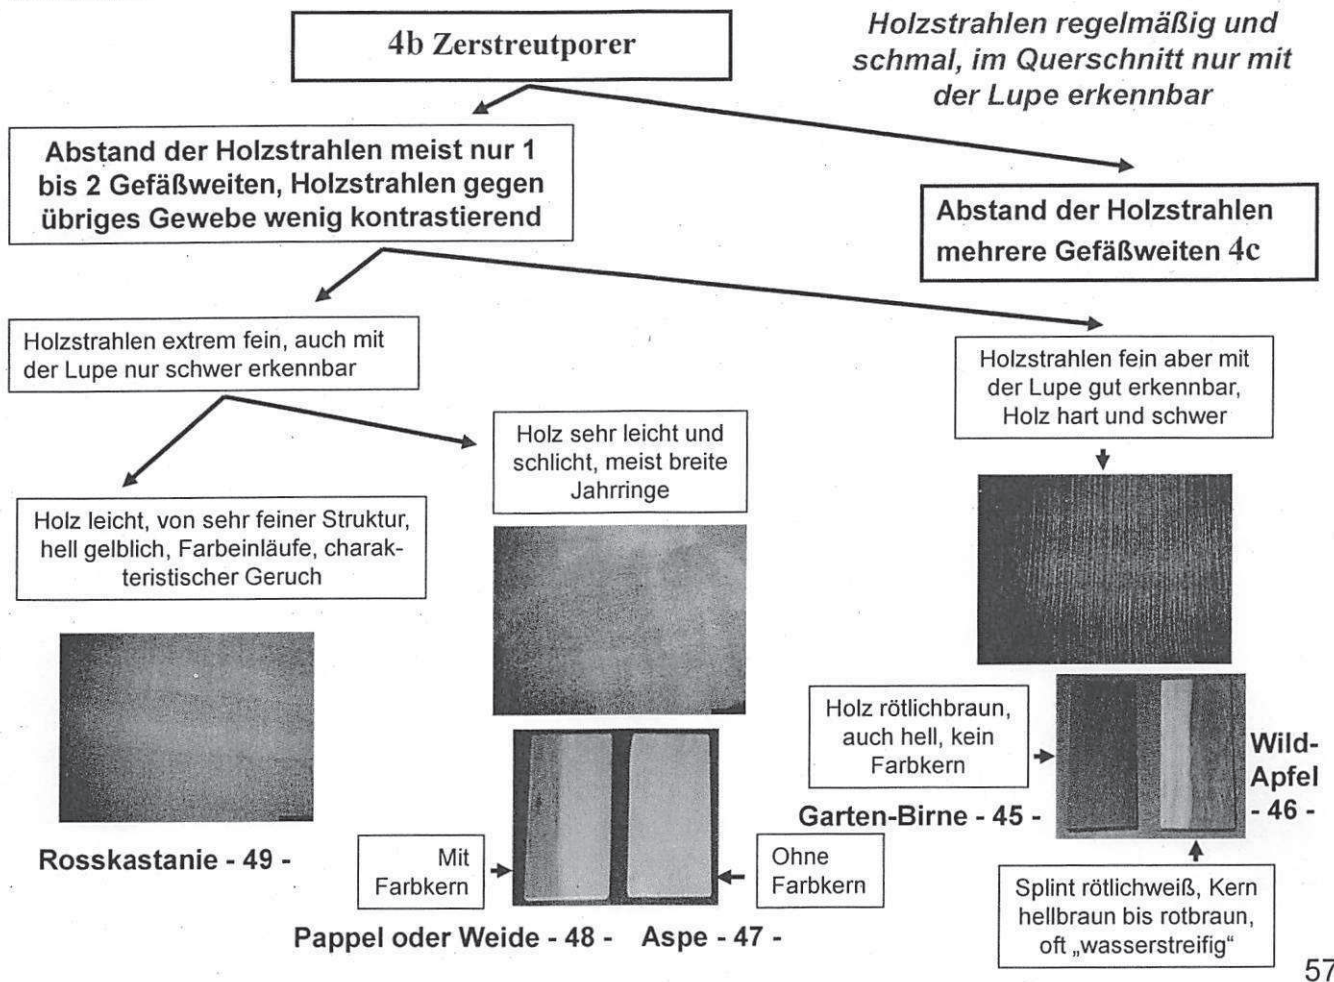 4b Zerstreutporer
Holzstrahlen regelmäßig und
schmal, im Querschnitt nur mit
der Lupe erkennbar
Abstand der Holzstrahlen meist nur 1
bis 2 Gefäßweiten, Holzstrahlen gegen
übriges Gewebe wenig kontrastierend
Abstand der Holzstrahlen
mehrere Gefäßweiten 4c
Holzstrahlen extrem fein, auch mit
der Lupe nur schwer erkennbar
Holzstrahlen fein aber mit
der Lupe gut erkennbar,
Holz hart und schwer
Holz leicht, von sehr feiner Struktur,
hell gelblich, Farbeinläufe, charak-
teristischer Geruch
Holz sehr leicht und
schlicht, meist breite
Jahrringe
Rosskastanie - 49 -
Mit
Farbkern
Ohne
Farbkern
Pappel oder Weide - 48 -
Aspe - 47 -
Holz rötlichbraun,
auch hell, kein
Farbkern
Garten-Birne - 45 -
Wild-
Apfel
- 46 -
Splint rötlichweiß, Kern
hellbraun bis rotbraun,
oft „wasserstreifig“
57